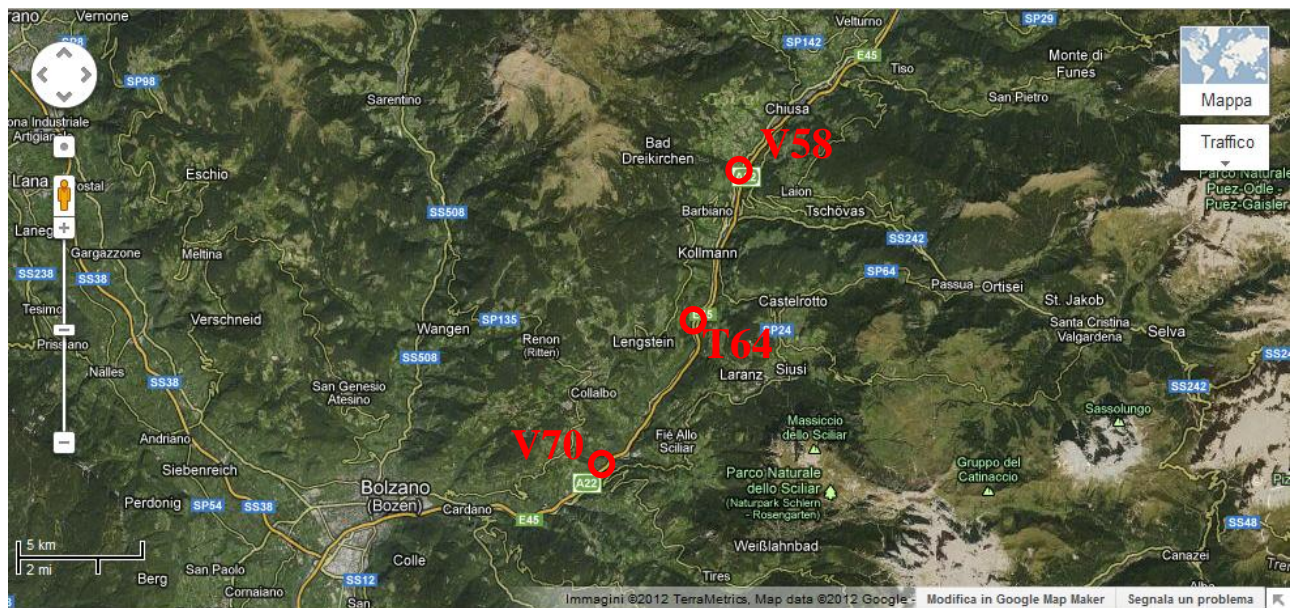 Vernone
Velturno
SP29
SP8
SP142
E45
Monte di
Funes
Tiso
SP98
San Pietro
Mappa
Sarentino
Chiusa
ona Industriale
Artigianale
V58
Bad
Dreikirchen
Traffico
Parco Naturale
Puez-Odle -
Puez-Gaisler
Eschio
Lana
Laion
SS508
Barbiano
Tschövas
Gargazzone
Meltina
Kollmann
SS242
SS238
SS38
SP64
Passua
Ortisei
Castelrotto
St. Jakob
Tesimo
Verschneid
SP135
Wangen
Renon
(Ritten)
Lengstein
T64
SP24
Santa Cristina
Valgardena
Selva
Prissiano
SS508
Nalles
SS38
San Genesio
Atesino
Laranz
Siusi
SS242
Collalbo
Sassolungo
Massiccio
dello Sciliar
Andriano
V70
Fié Allo
Sciliar
Siebenreich
A22
Parco Naturale
dello Sciliar
(Naturpark Schlern
- Rosengarten)
Gruppo del
Catinaccio
Bolzano
(Bozen)
Perdonig
SP54
SS38
Cardano
E45
SS48
5 km
2 mi
Weißlahnbad
Colle
Canazei
San Paolo
Berg
SS12
Tires
Cornaiano
San
Immagini ©2012 TerraMetrics, Map data ©2012 Google -
Modifica in Google Map Maker
Segnala un problema